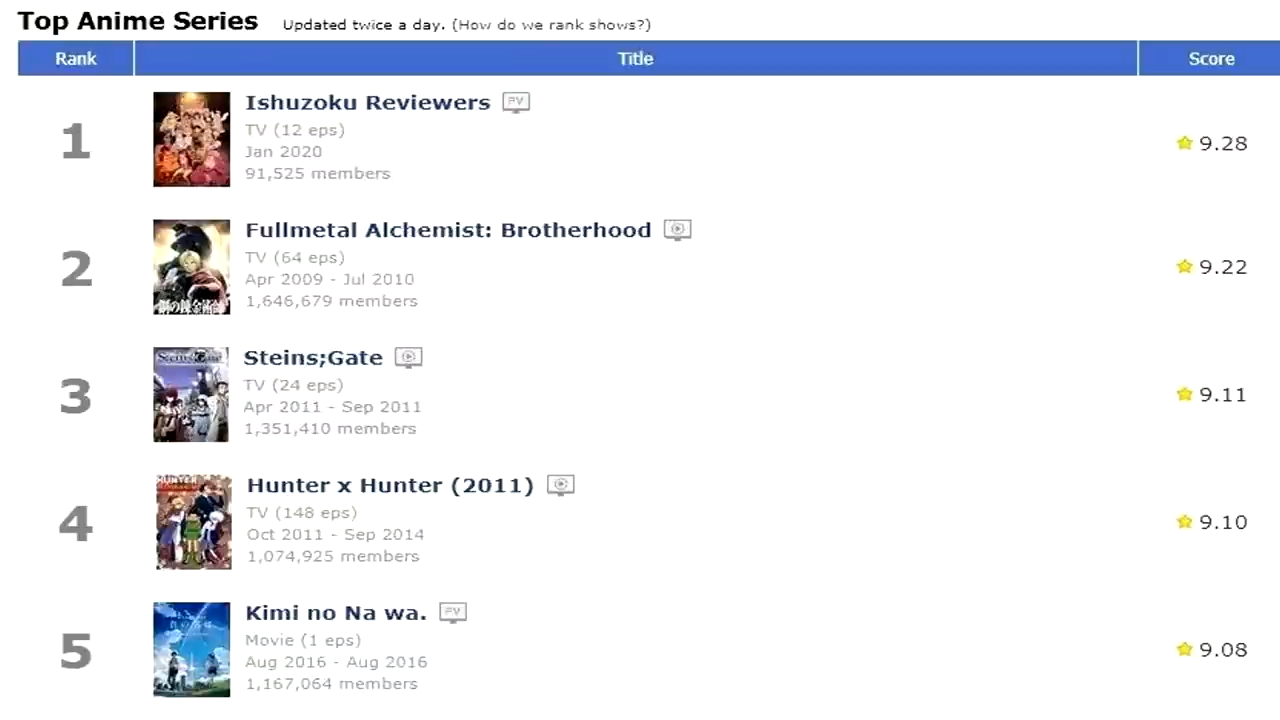 Top Anime Series Updated twice a day. (How do we rank shows?)
Rank Title Score
1
Ishuzoku Reviewers PV
TV (12 eps)
Jan 2020
91,525 members
9.28
2
Fullmetal Alchemist: Brotherhood
TV (64 eps)
Apr 2009 - Jul 2010
1,646,679 members
9.22
3
Steins;Gate
TV (24 eps)
Apr 2011 - Sep 2011
1,351,410 members
9.11
4
Hunter x Hunter (2011)
TV (148 eps)
Oct 2011 - Sep 2014
1,074,925 members
9.10
5
Kimi no Na wa. PV
Movie (1 eps)
Aug 2016 - Aug 2016
1,167,064 members
9.08